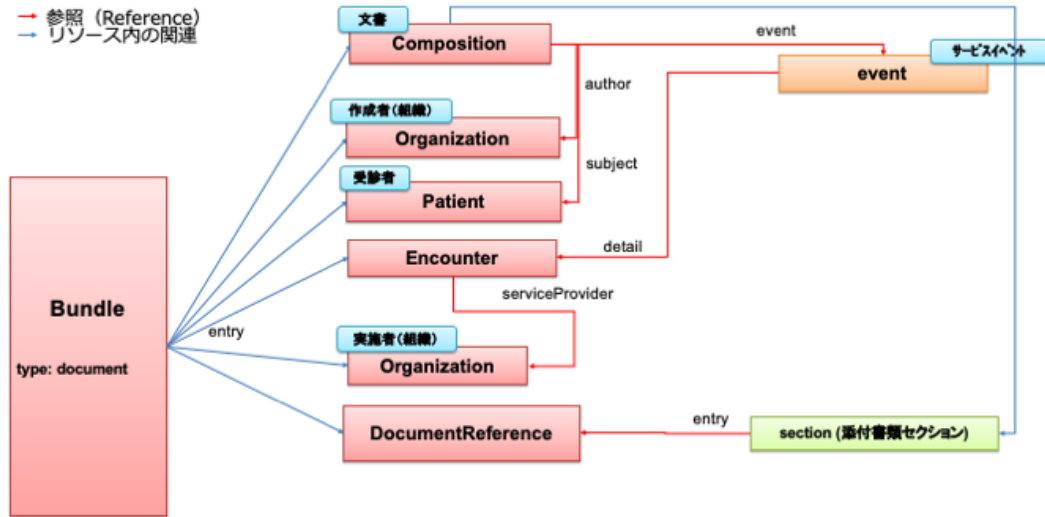 参照（Reference）
リソース内の関連
文書
Composition
event
サービスイベント
event
author
作成者（組織）
Organization
subject
受診者
Patient
Encounter
detail
serviceProvider
Bundle
type: document
entry
実施者（組織）
Organization
DocumentReference
entry
section (添付書類セクション)